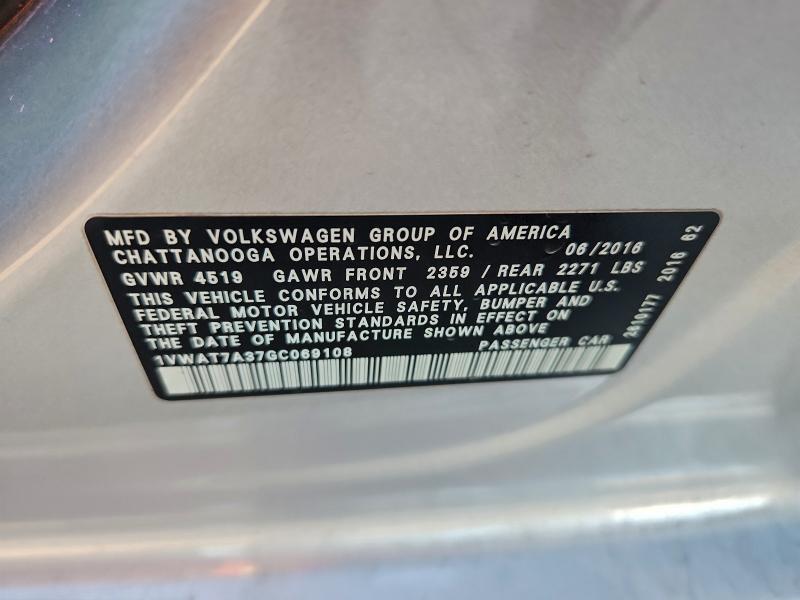 MFD BY VOLKSWAGEN GROUP OF AMERICA
CHATTANOOGA OPERATIONS, LLC. 06/2016
GVWR 4519 GAWR FRONT 2359 / REAR 2271 LBS
THIS VEHICLE CONFORMS TO ALL APPLICABLE U.S.
FEDERAL MOTOR VEHICLE SAFETY, BUMPER AND
THEFT PREVENTION STANDARDS IN EFFECT ON
THE DATE OF MANUFACTURE SHOWN ABOVE
1VWAT7A37GC069108 PASSENGER CAR
2810177 2016 62